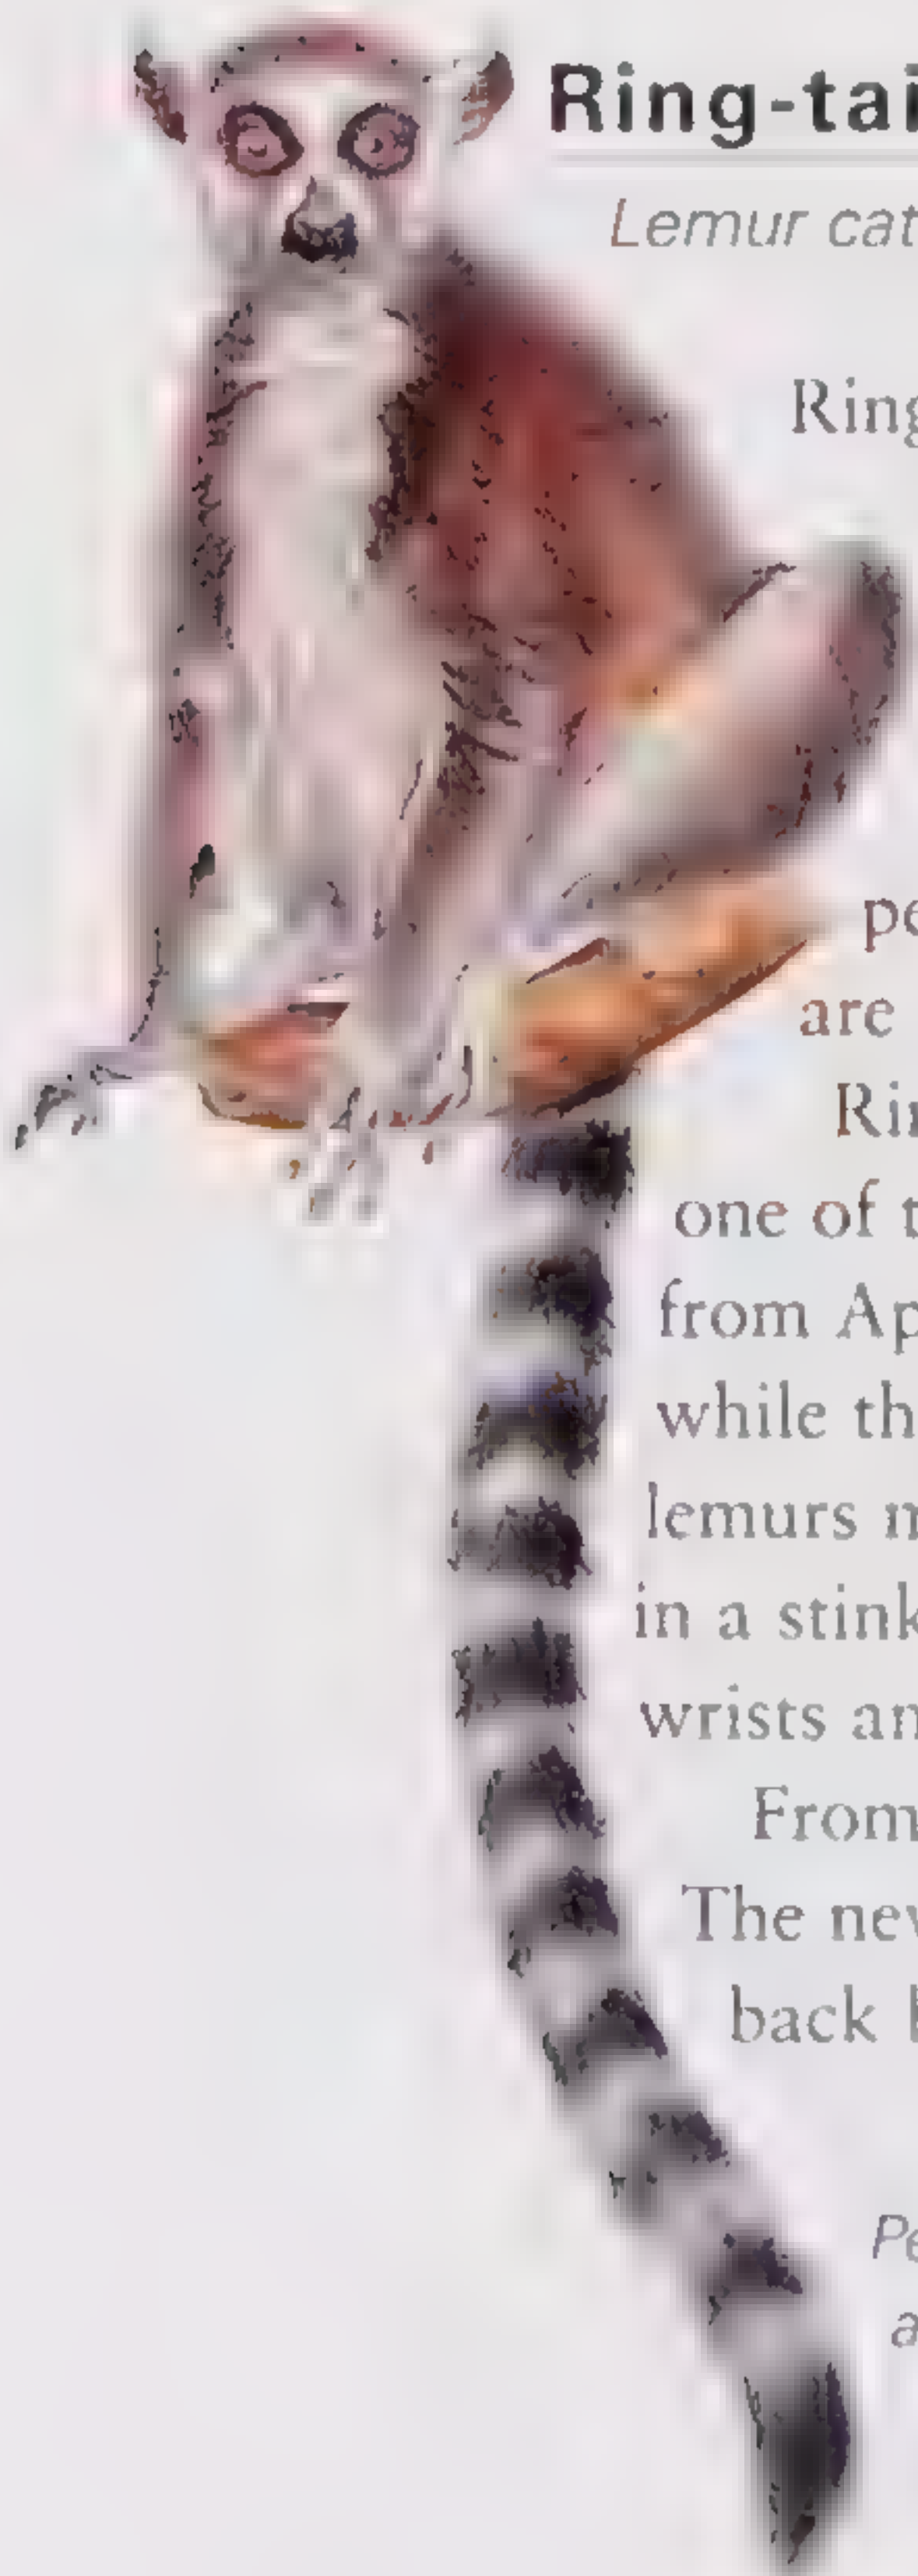 Ring-tai
Lemur cat
Ring
pe
are
Rin
one of t
from Ap
while th
lemurs m
in a stink
wrists an
From
The new
back b
Pe
a